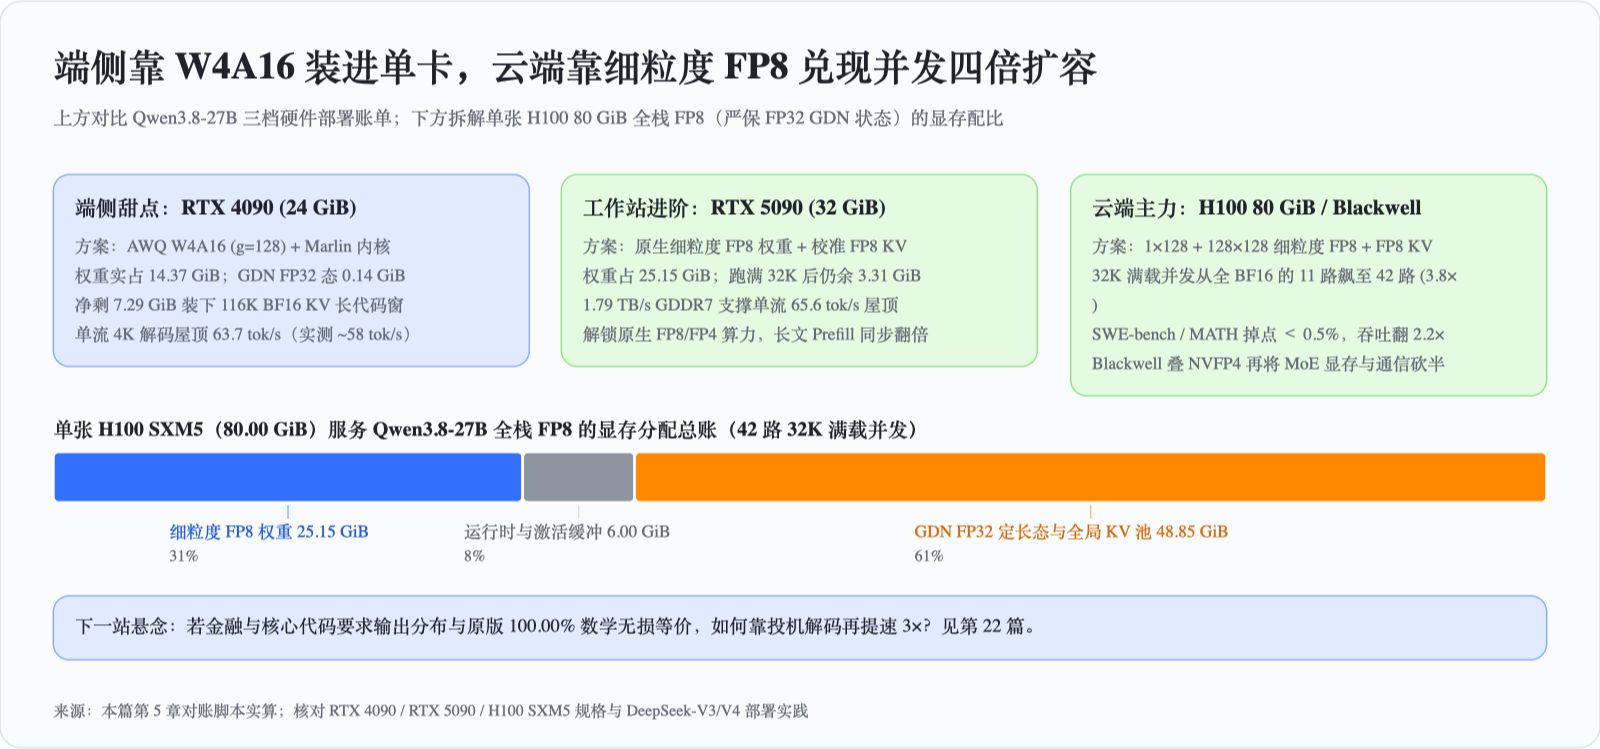 端侧靠 W4A16 装进单卡，云端靠细粒度 FP8 兑现并发四倍扩容
上方对比 Qwen3.8-27B 三档硬件部署账单；下方拆解单张 H100 80 GiB 全栈 FP8（严保 FP32 GDN 状态）的显存配比
端侧甜点：RTX 4090 (24 GiB)
方案：AWQ W4A16 (g=128) + Marlin 内核
权重实占 14.37 GiB；GDN FP32 态 0.14 GiB
净剩 7.29 GiB 装下 116K BF16 KV 长代码窗
单流 4K 解码屋顶 63.7 tok/s（实测 ~58 tok/s）
工作站进阶：RTX 5090 (32 GiB)
方案：原生细粒度 FP8 权重 + 校准 FP8 KV
权重占 25.15 GiB；跑满 32K 后仍余 3.31 GiB
1.79 TB/s GDDR7 支撑单流 65.6 tok/s 屋顶
解锁原生 FP8/FP4 算力，长文 Prefill 同步翻倍
云端主力：H100 80 GiB / Blackwell
方案：1×128 + 128×128 细粒度 FP8 + FP8 KV
32K 满载并发从全 BF16 的 11 路飙至 42 路 (3.8×
)
SWE-bench / MATH 掉点 < 0.5%，吞吐翻 2.2×
Blackwell 叠 NVFP4 再将 MoE 显存与通信砍半
单张 H100 SXM5（80.00 GiB）服务 Qwen3.8-27B 全栈 FP8 的显存分配总账（42 路 32K 满载并发）
细粒度 FP8 权重 25.15 GiB
31%
运行时与激活缓冲 6.00 GiB
8%
GDN FP32 定长态与全局 KV 池 48.85 GiB
61%
下一站悬念：若金融与核心代码要求输出分布与原版 100.00% 数学无损等价，如何靠投机解码再提速 3×？见第 22 篇。
来源：本篇第 5 章对账脚本实算；核对 RTX 4090 / RTX 5090 / H100 SXM5 规格与 DeepSeek-V3/V4 部署实践